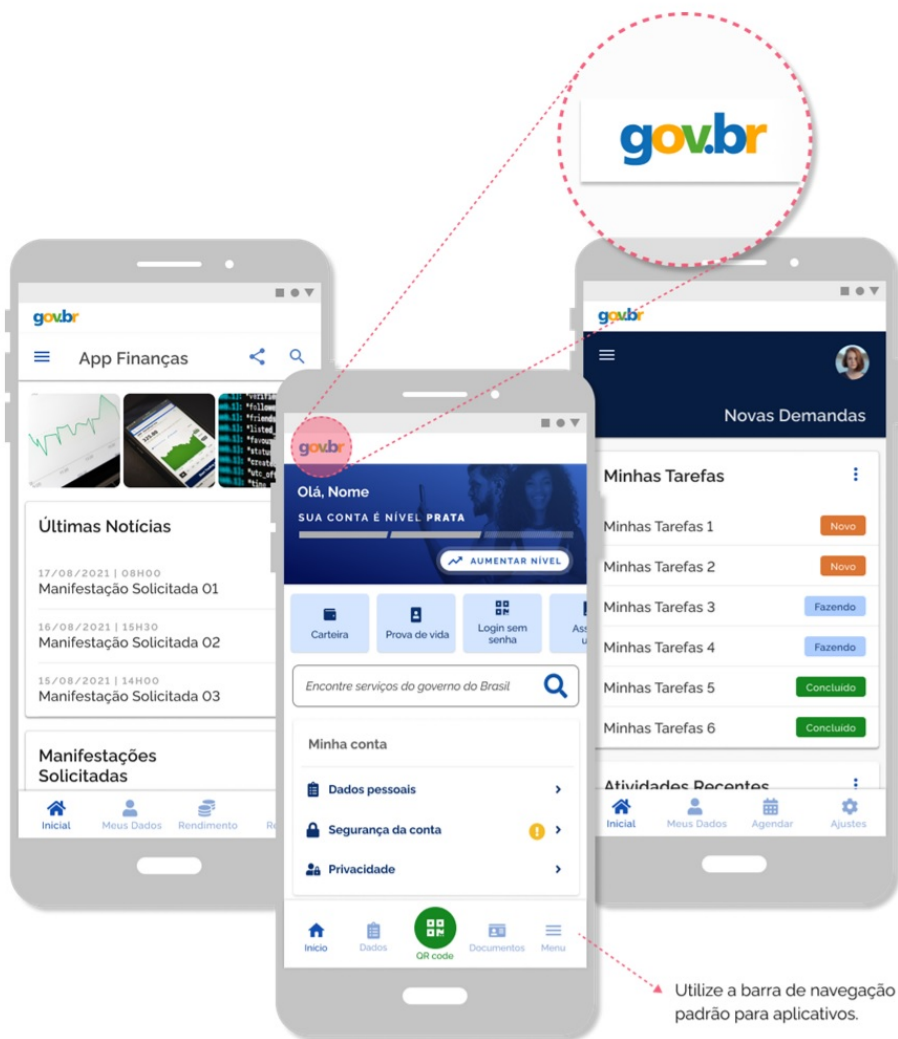 gov.br
gov.br
App Finanças
Últimas Notícias
17/08/2021 | 08H00
Manifestação Solicitada 01
16/08/2021 | 15H30
Manifestação Solicitada 02
15/08/2021 | 14H00
Manifestação Solicitada 03
Manifestações
Solicitadas
Inicial
Meus Dados
Rendimento
gov.br
Olá, Nome
SUA CONTA É NÍVEL PRATA
AUMENTAR NÍVEL
Carteira
Prova de vida
Login sem
senha
Encontre serviços do governo do Brasil
Minha conta
Dados pessoais
Segurança da conta
Privacidade
Início
Dados
QR code
Documentos
Menu
gov.br
Novas Demandas
Minhas Tarefas
Minhas Tarefas 1 Novo
Minhas Tarefas 2 Novo
Minhas Tarefas 3 Fazendo
Minhas Tarefas 4 Fazendo
Minhas Tarefas 5 Concluído
Minhas Tarefas 6 Concluído
Atividades Recentes
Inicial
Meus Dados
Agendar
Ajustes
Utilize a barra de navegação
padrão para aplicativos.